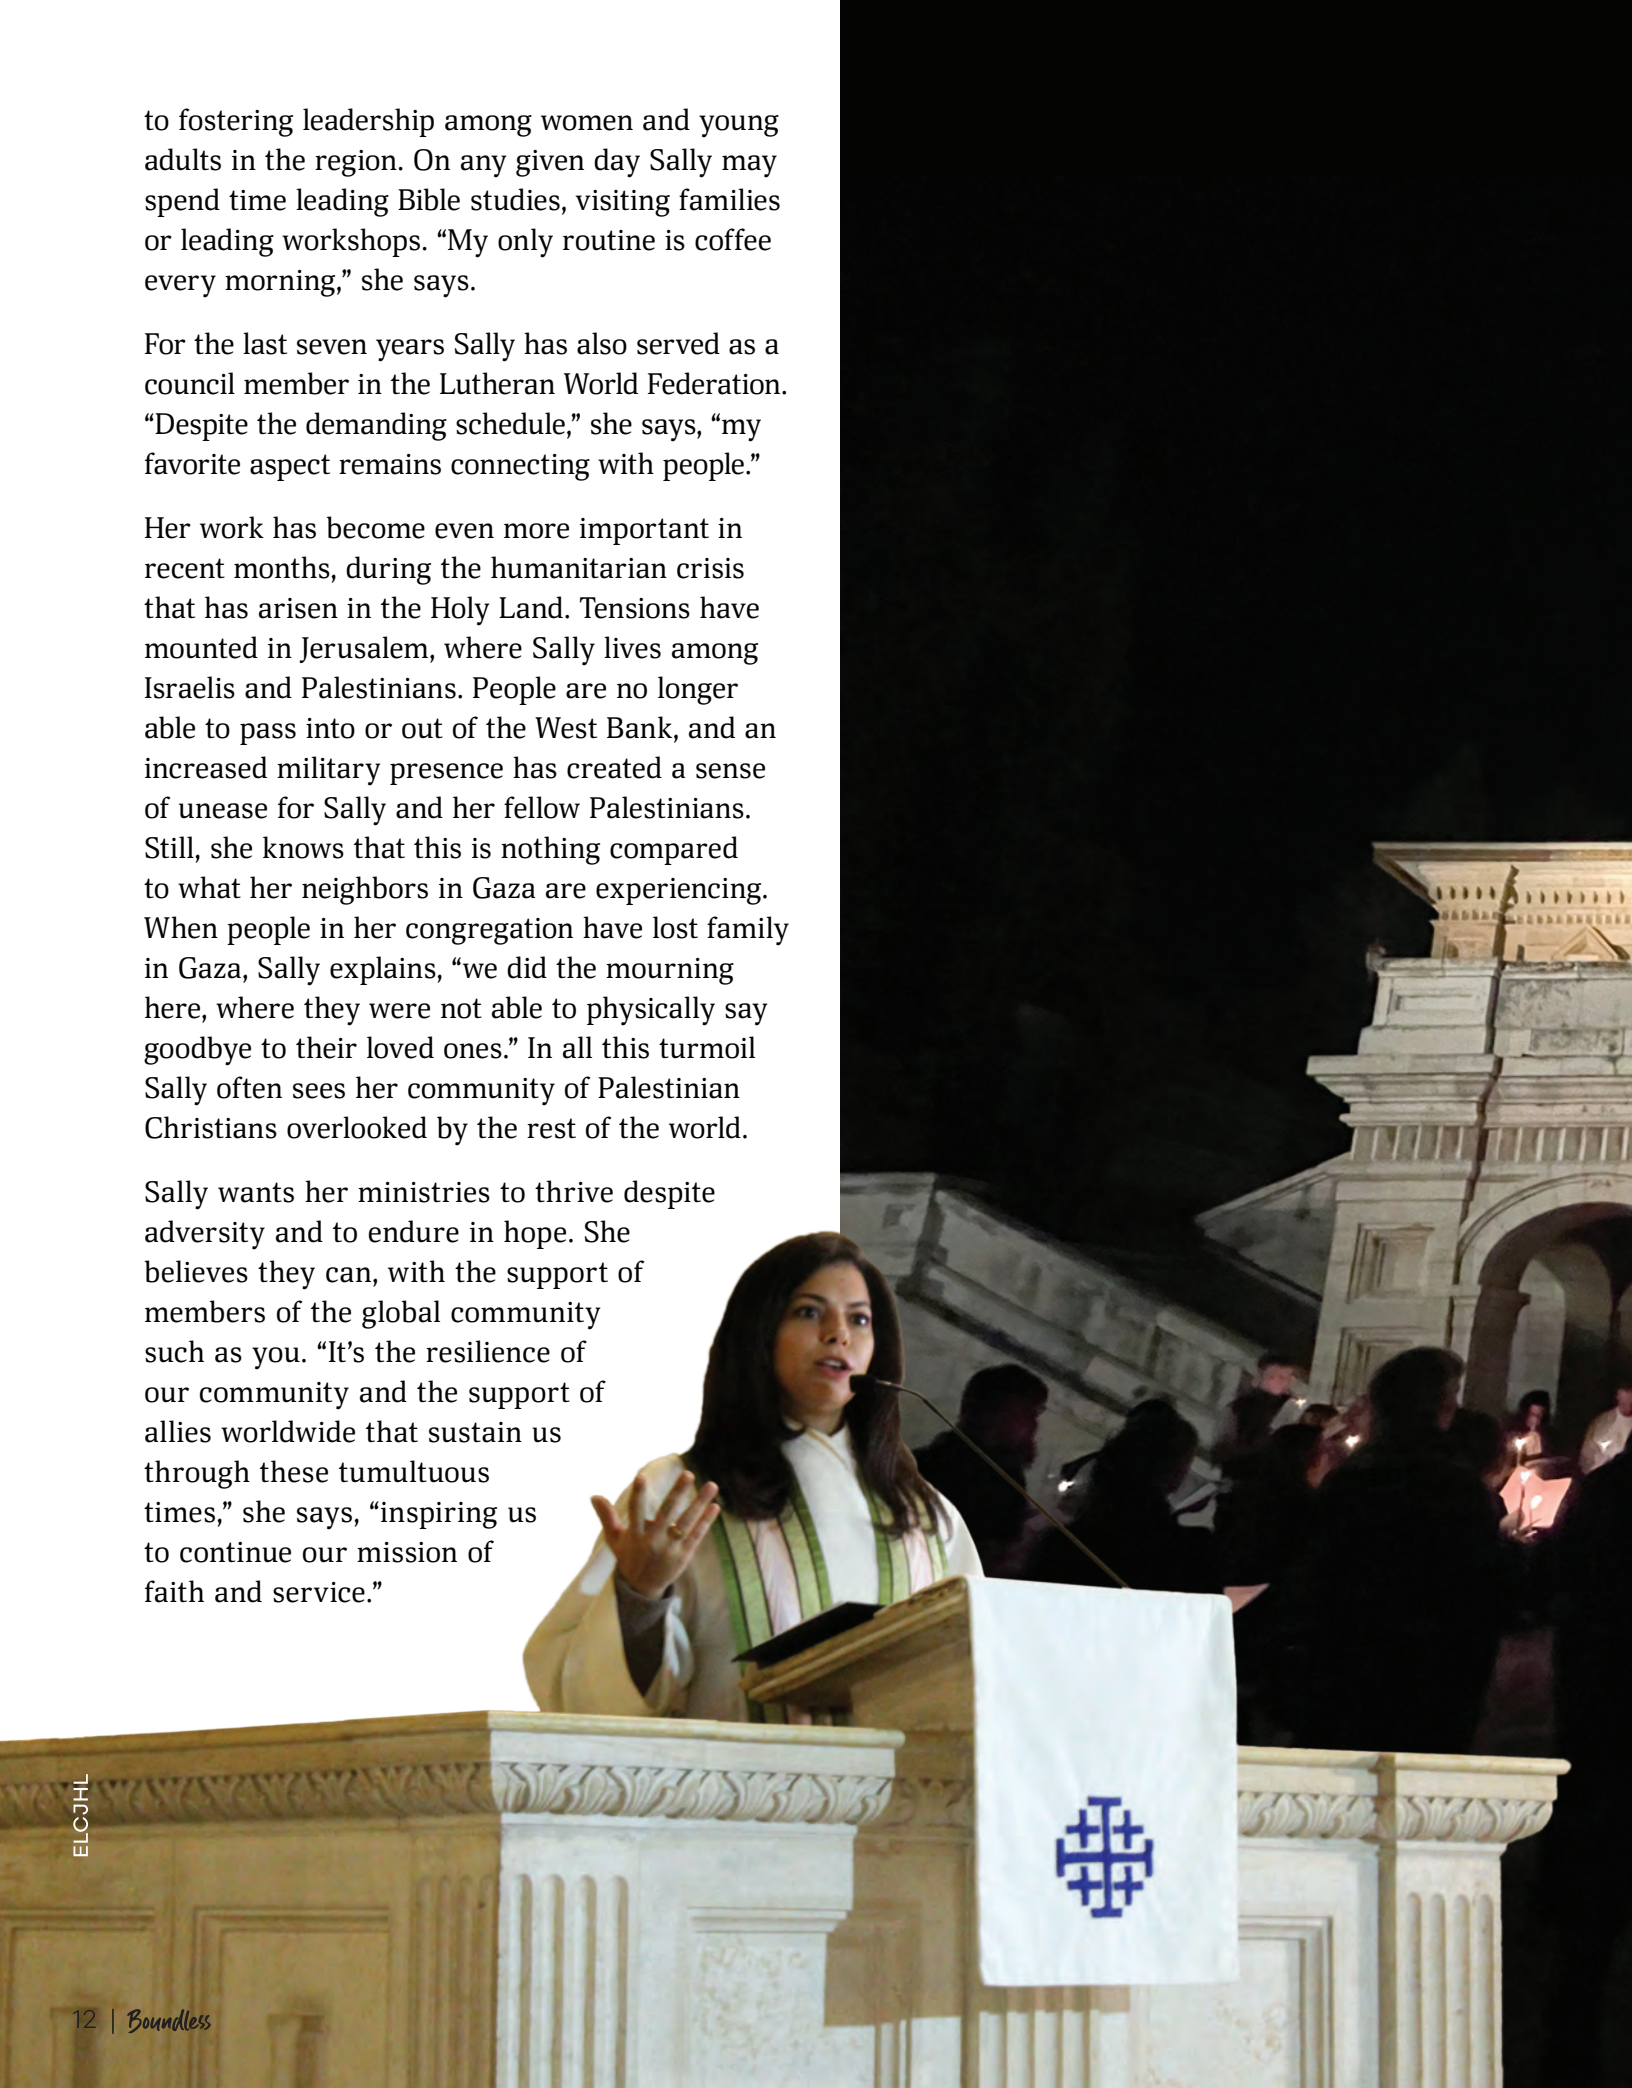 to fostering leadership among women and young
adults in the region. On any given day Sally may
spend time leading Bible studies, visiting families
or leading workshops. “My only routine is coffee
every morning,” she says.
For the last seven years Sally has also served as a
council member in the Lutheran World Federation.
“Despite the demanding schedule,” she says, “my
favorite aspect remains connecting with people.”
Her work has become even more important in
recent months, during the humanitarian crisis
that has arisen in the Holy Land. Tensions have
mounted in Jerusalem, where Sally lives among
Israelis and Palestinians. People are no longer
able to pass into or out of the West Bank, and an
increased military presence has created a sense
of unease for Sally and her fellow Palestinians.
Still, she knows that this is nothing compared
to what her neighbors in Gaza are experiencing.
When people in her congregation have lost family
in Gaza, Sally explains, “we did the mourning
here, where they were not able to physically say
goodbye to their loved ones.” In all this turmoil
Sally often sees her community of Palestinian
Christians overlooked by the rest of the world.
Sally wants her ministries to thrive despite
adversity and to endure in hope. She
believes they can, with the support of
members of the global community
such as you. “It’s the resilience of
our community and the support of
allies worldwide that sustain us
through these tumultuous
times,” she says, “inspiring us
to continue our mission of
faith and service.”
ELCJHL
12 | Boundless